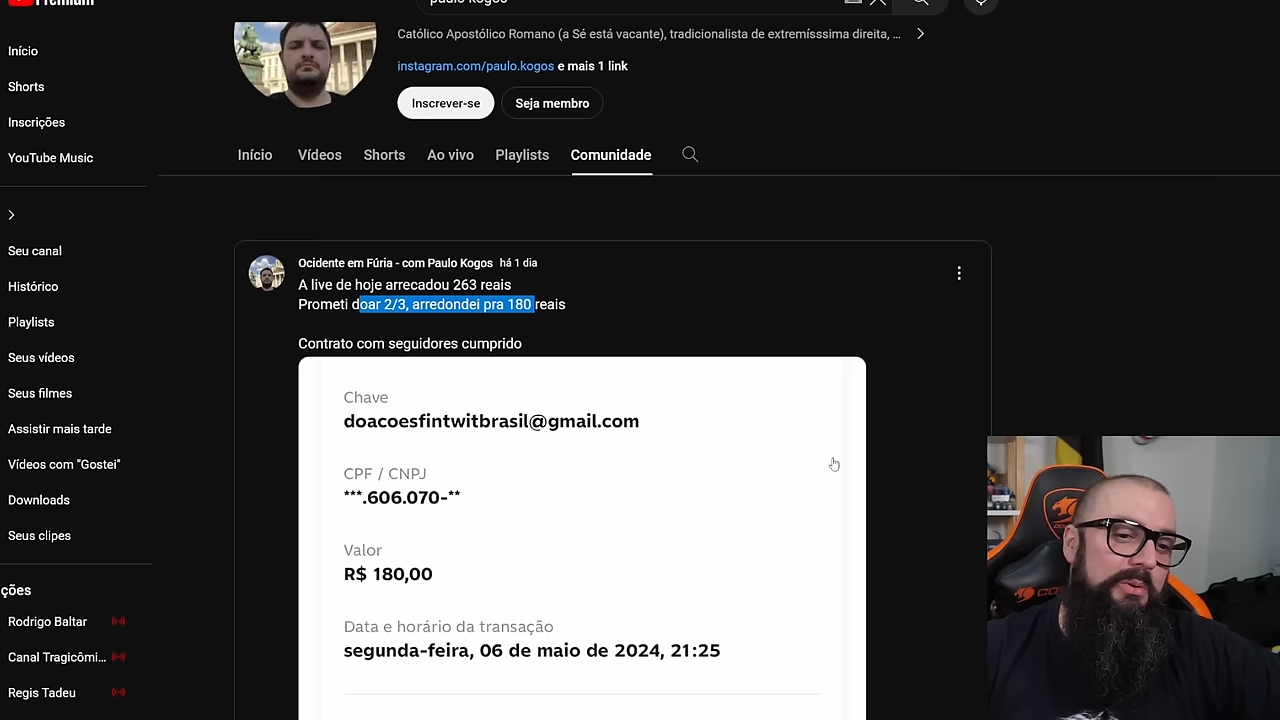 Premium
paulo kogos
Início
Shorts
Inscrições
YouTube Music
Seu canal
Histórico
Playlists
Seus vídeos
Seus filmes
Assistir mais tarde
Vídeos com "Gostei"
Downloads
Seus clipes
ções
Rodrigo Baltar
Canal Tragicômi...
Regis Tadeu
Católico Apostólico Romano (a Sé está vacante), tradicionalista de extremísssima direita, ...
instagram.com/paulo.kogos e mais 1 link
Inscrever-se
Seja membro
Início Vídeos Shorts Ao vivo Playlists Comunidade
Ocidente em Fúria - com Paulo Kogos há 1 dia
A live de hoje arrecadou 263 reais
Prometi doar 2/3, arredondei pra 180 reais
Contrato com seguidores cumprido
Chave
doacoesfintwitbrasil@gmail.com
CPF / CNPJ
***.606.070-**
Valor
R$ 180,00
Data e horário da transação
segunda-feira, 06 de maio de 2024, 21:25